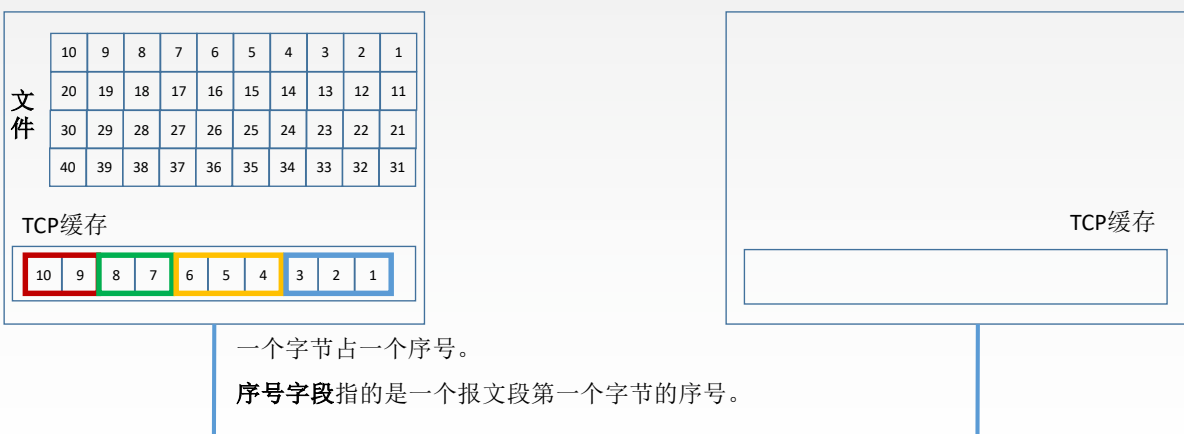 10 9 8 7 6 5 4 3 2 1
20 19 18 17 16 15 14 13 12 11
文件
30 29 28 27 26 25 24 23 22 21
40 39 38 37 36 35 34 33 32 31
TCP缓存
10 9 8 7 6 5 4 3 2 1
TCP缓存
一个字节占一个序号。
序号字段指的是一个报文段第一个字节的序号。